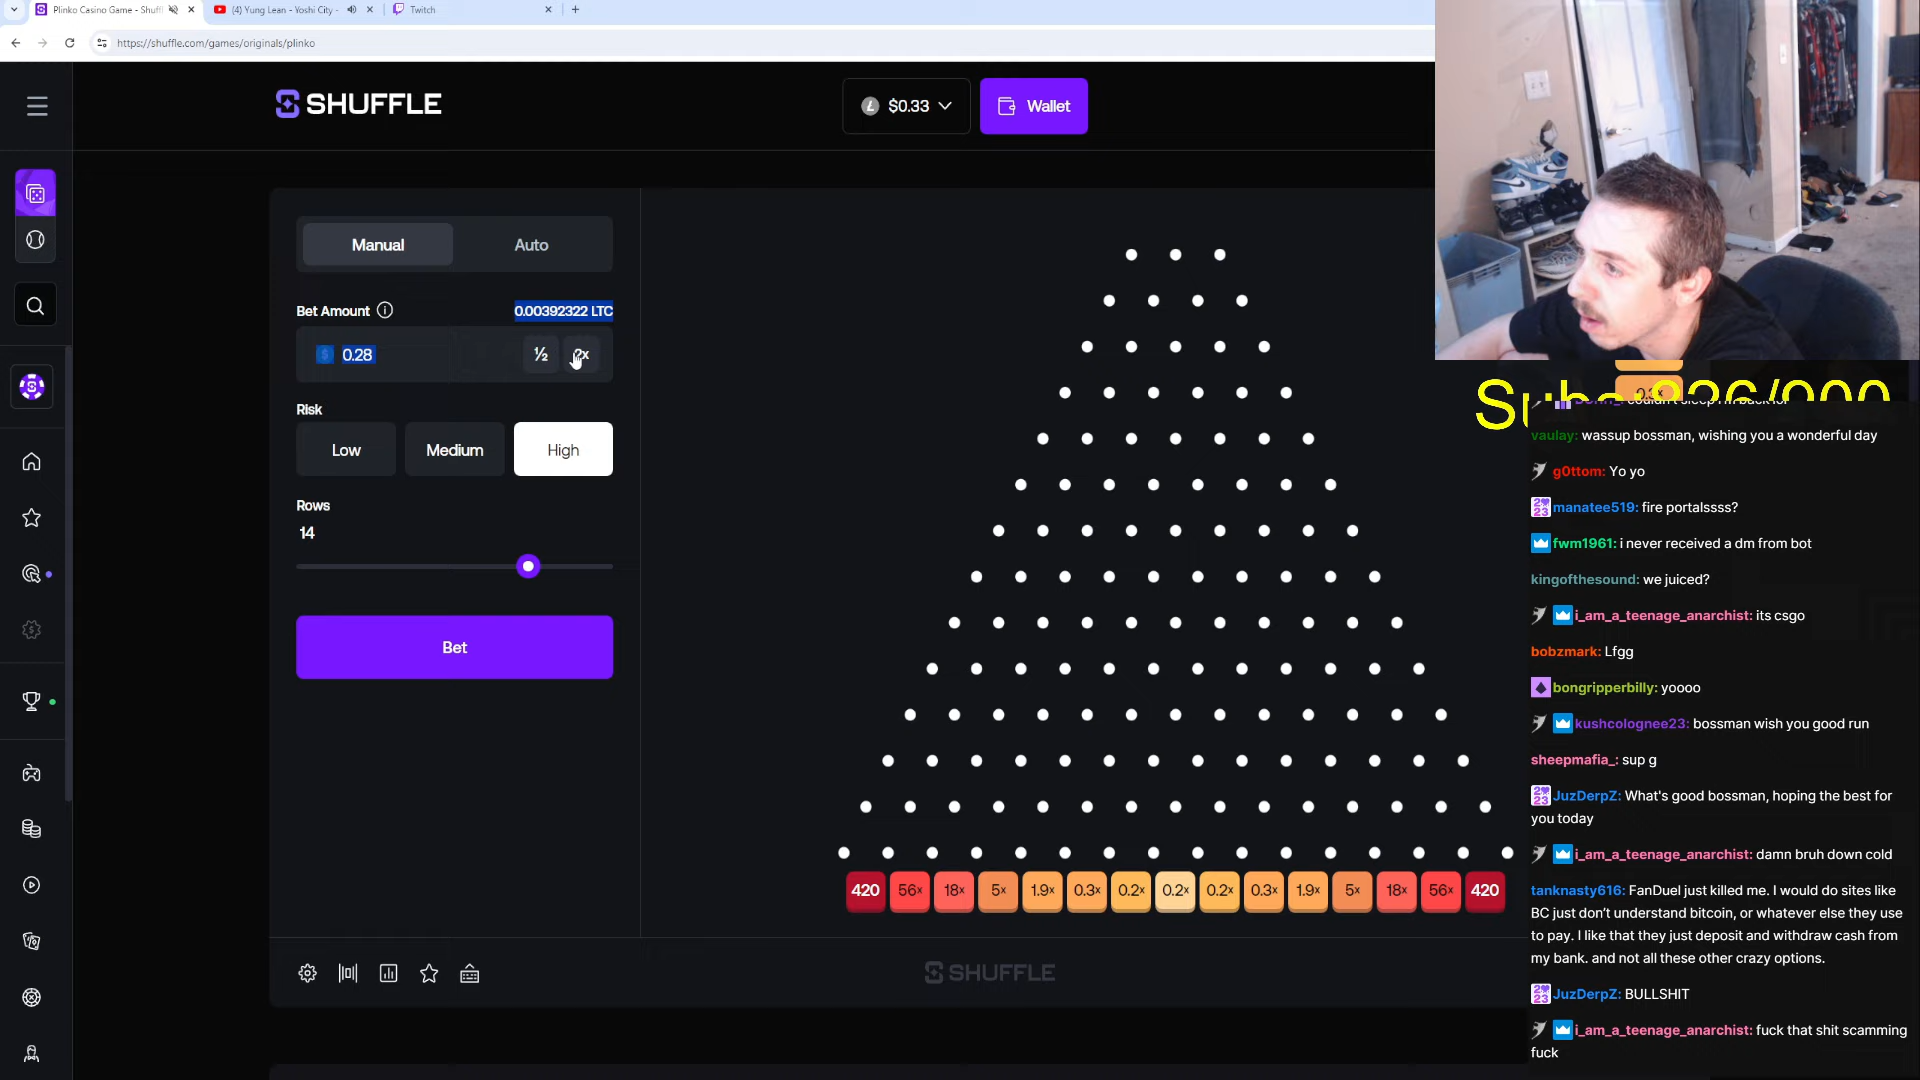 Plinko Casino Game - Shuff
(4) Yung Lean - Yoshi City -
Twitch
https://shuffle.com/games/originals/plinko
SHUFFLE
$0.33
Wallet
Manual
Auto
Bet Amount
0.00392322 LTC
0.28
½
2x
Risk
Low
Medium
High
Rows
14
Bet
420
56x
18x
5x
1.9x
0.3x
0.2x
0.2x
0.2x
0.3x
1.9x
5x
18x
56x
420
SHUFFLE
vaulay: wassup bossman, wishing you a wonderful day
g0ttom: Yo yo
manatee519: fire portalssss?
fwm1961: i never received a dm from bot
kingofthesound: we juiced?
i_am_a_teenage_anarchist: its csgo
bobzmark: Lfgg
bongripperbilly: yoooo
kushcolognee23: bossman wish you good run
sheepmafia_: sup g
JuzDerpZ: What's good bossman, hoping the best for
you today
i_am_a_teenage_anarchist: damn bruh down cold
tanknasty616: FanDuel just killed me. I would do sites like
BC just don't understand bitcoin, or whatever else they use
to pay. I like that they just deposit and withdraw cash from
my bank. and not all these other crazy options.
JuzDerpZ: BULLSHIT
i_am_a_teenage_anarchist: fuck that shit scamming
fuck